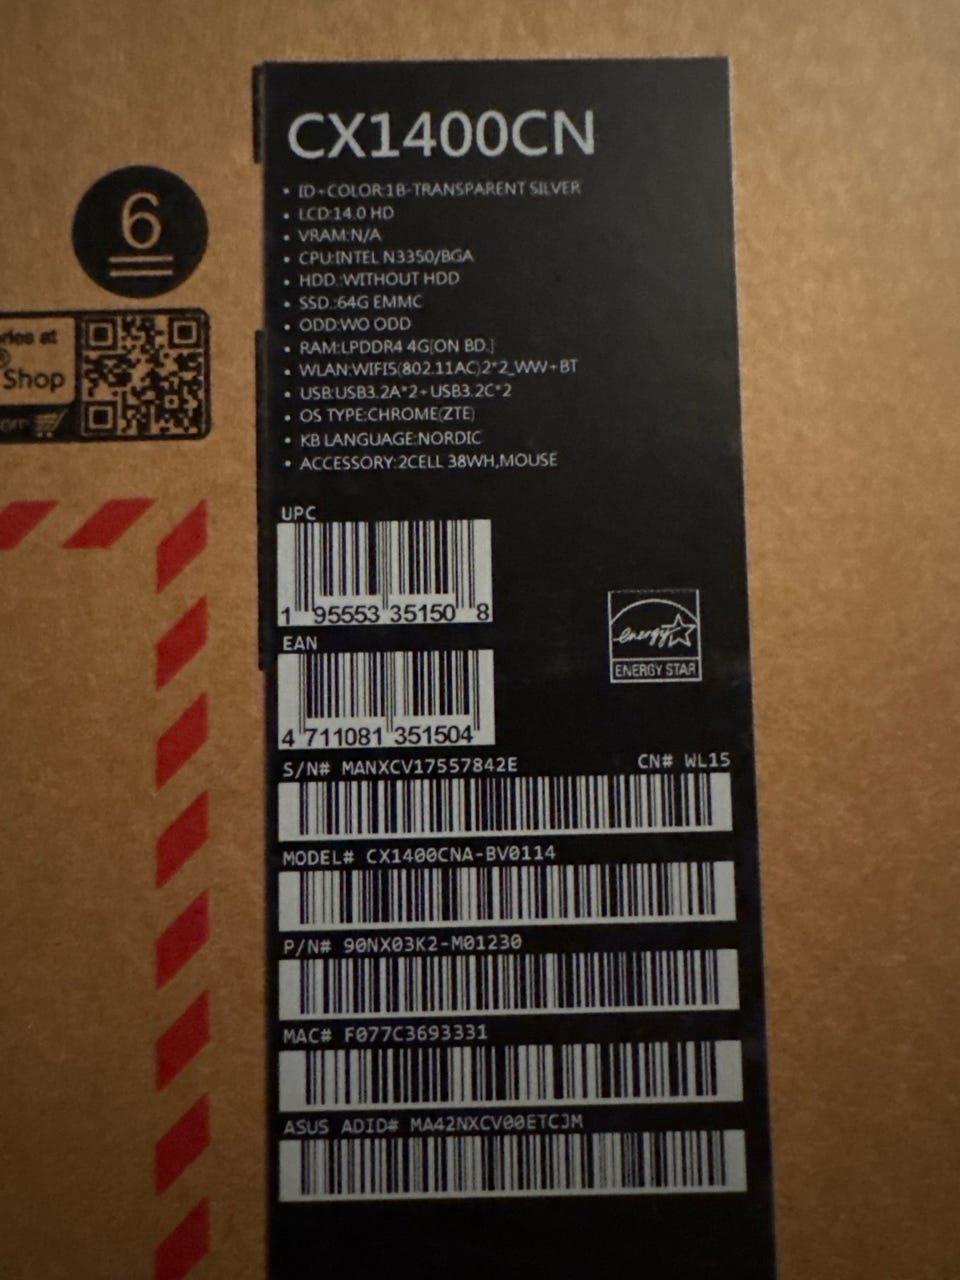 CX1400CN
• ID+COLOR:1B-TRANSPARENT SILVER
• LCD:14.0 HD
• VRAM:N/A
• CPU:INTEL N3350/BGA
• HDD.:WITHOUT HDD
• SSD.:64G EMMC
• ODD:WO ODD
• RAM:LPDDR4 4G[ON BD.]
• WLAN:WIFI5(802.11AC)2*2_WW+BT
• USB:USB3.2A*2+USB3.2C*2
• OS TYPE:CHROME(ZTE)
• KB LANGUAGE:NORDIC
• ACCESSORY:2CELL 38WH,MOUSE
6
at
Shop
UPC
1 95553 35150 8
EAN
4 711081 351504
energy
ENERGY STAR
S/N# MANXCV17557842E CN# WL15
MODEL# CX1400CNA-BV0114
P/N# 90NX03K2-M01230
MAC# F077C3693331
ASUS ADID# MA42NXCV00ETCJM